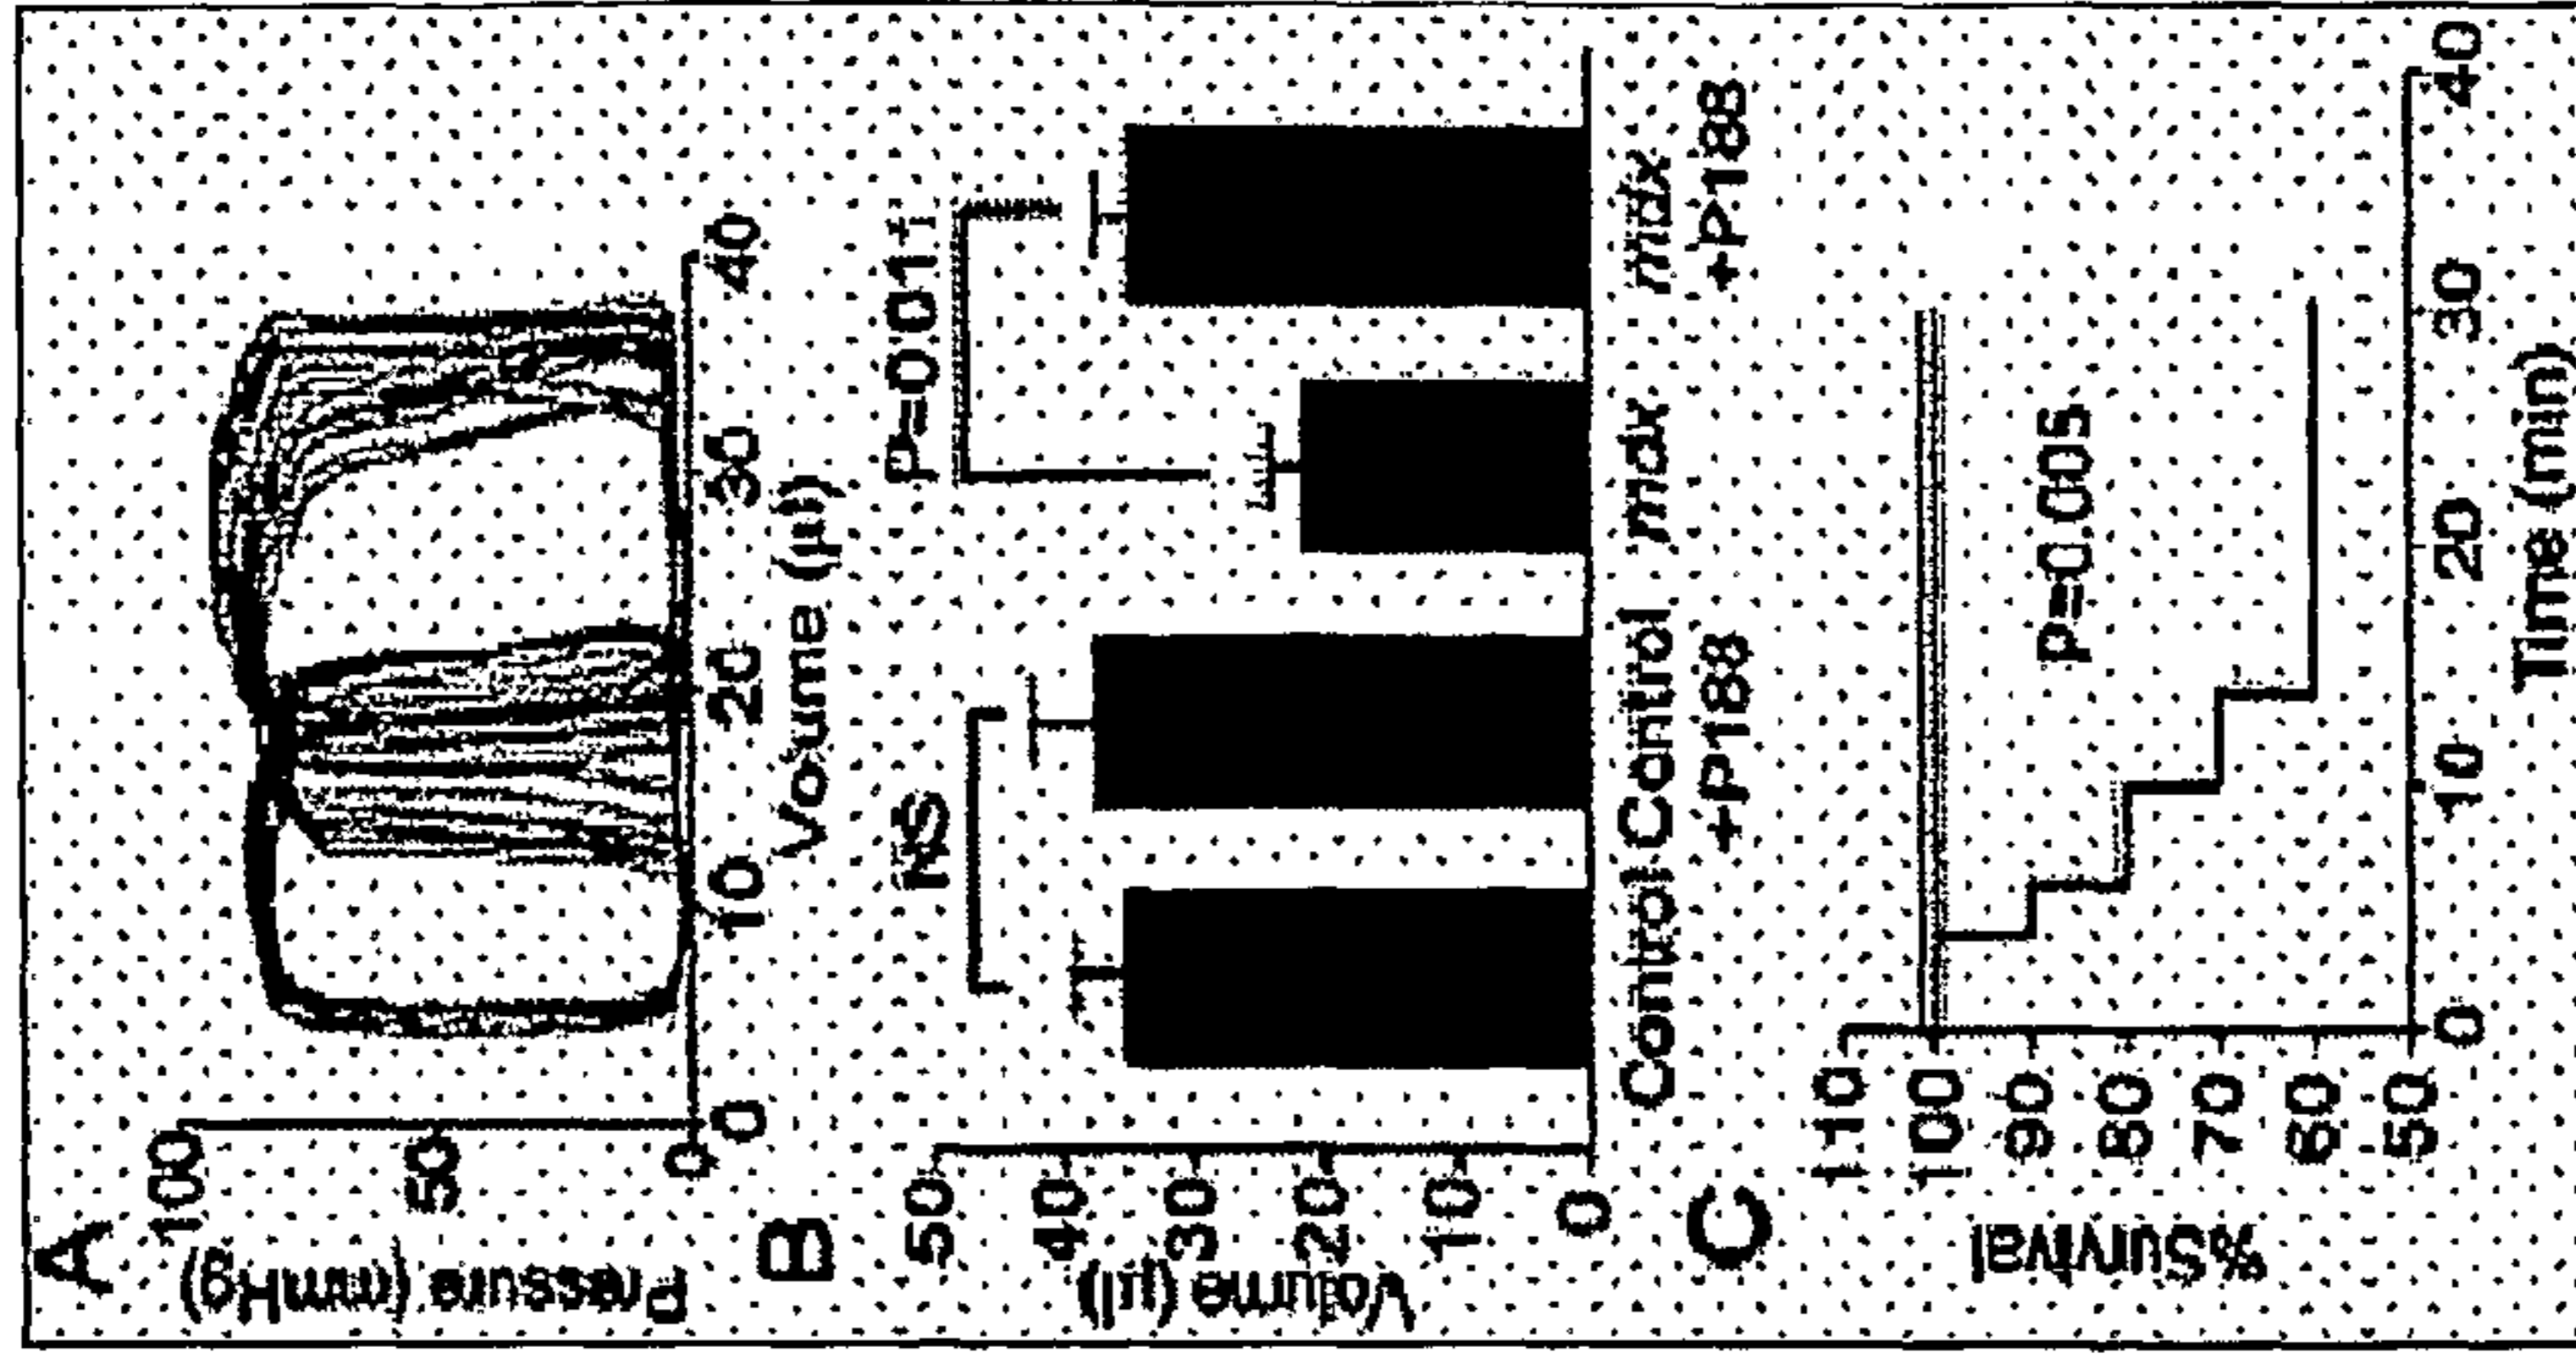 A
100
50
0
Pressure (mmHg)
0 10 20 30 40
Volume (µl)
B
NS P=0.011
50
40
30
20
10
0
Volume (µl)
Control Control mdx mdx
+P188 +P188
C
110
100
90
80
70
60
50
%Survival
p=0.005
0 10 20 30 40
Time (min)